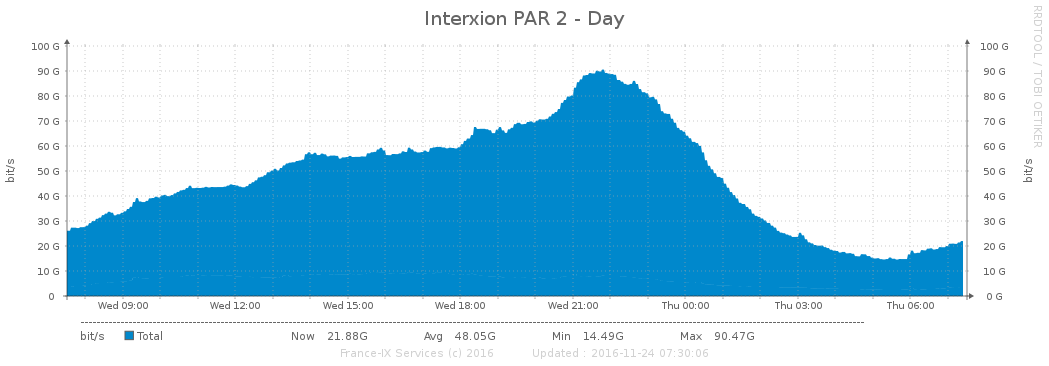 Interxion PAR 2 - Day
RRDTOOL / TOBI OETIKER
bit/s
bit/s
100 G 100 G
90 G 90 G
80 G 80 G
70 G 70 G
60 G 60 G
50 G 50 G
40 G 40 G
30 G 30 G
20 G 20 G
10 G 10 G
0 0 G
Wed 09:00 Wed 12:00 Wed 15:00 Wed 18:00 Wed 21:00 Thu 00:00 Thu 03:00 Thu 06:00
bit/s Total Now 21.88G Avg 48.05G Min 14.49G Max 90.47G
France-IX Services (c) 2016 Updated : 2016-11-24 07:30:06